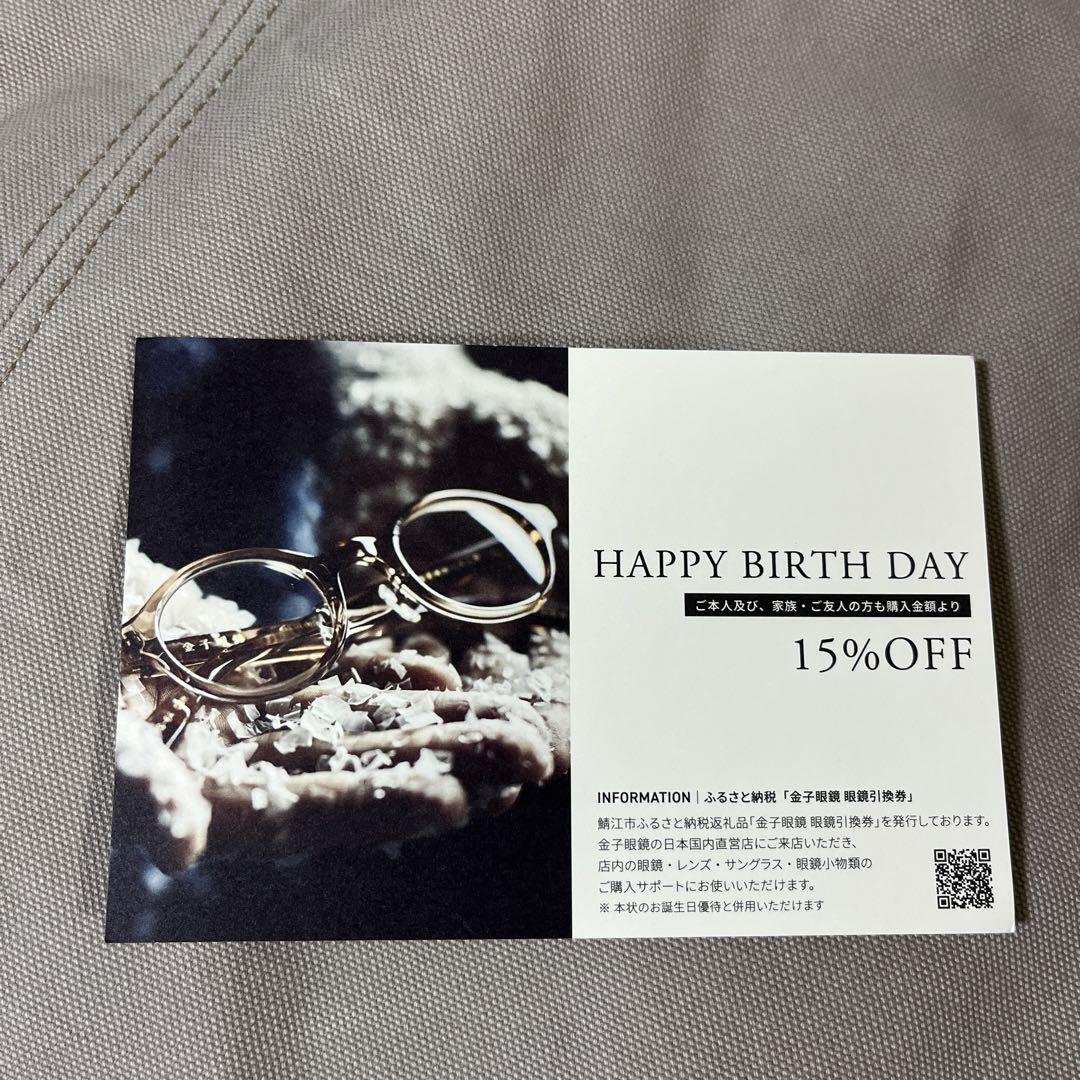 HAPPY BIRTH DAY
ご本人及び、家族・ご友人の方も購入金額より
15%OFF
INFORMATION｜ふるさと納税「金子眼鏡 眼鏡引換券」
鯖江市ふるさと納税返礼品「金子眼鏡 眼鏡引換券」を発行しております。
金子眼鏡の日本国内直営店にご来店いただき、
店内の眼鏡・レンズ・サングラス・眼鏡小物類の
ご購入サポートにお使いいただけます。
※ 本状のお誕生日優待と併用いただけます